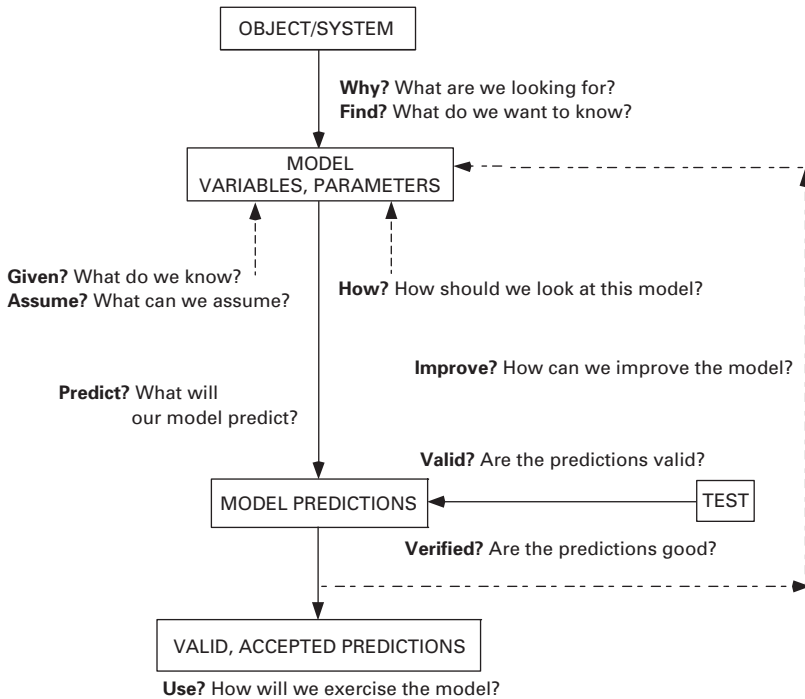 OBJECT/SYSTEM
Why? What are we looking for?
Find? What do we want to know?
MODEL
VARIABLES, PARAMETERS
Given? What do we know?
Assume? What can we assume?
How? How should we look at this model?
Improve? How can we improve the model?
Predict? What will
our model predict?
Valid? Are the predictions valid?
MODEL PREDICTIONS
TEST
Verified? Are the predictions good?
VALID, ACCEPTED PREDICTIONS
Use? How will we exercise the model?